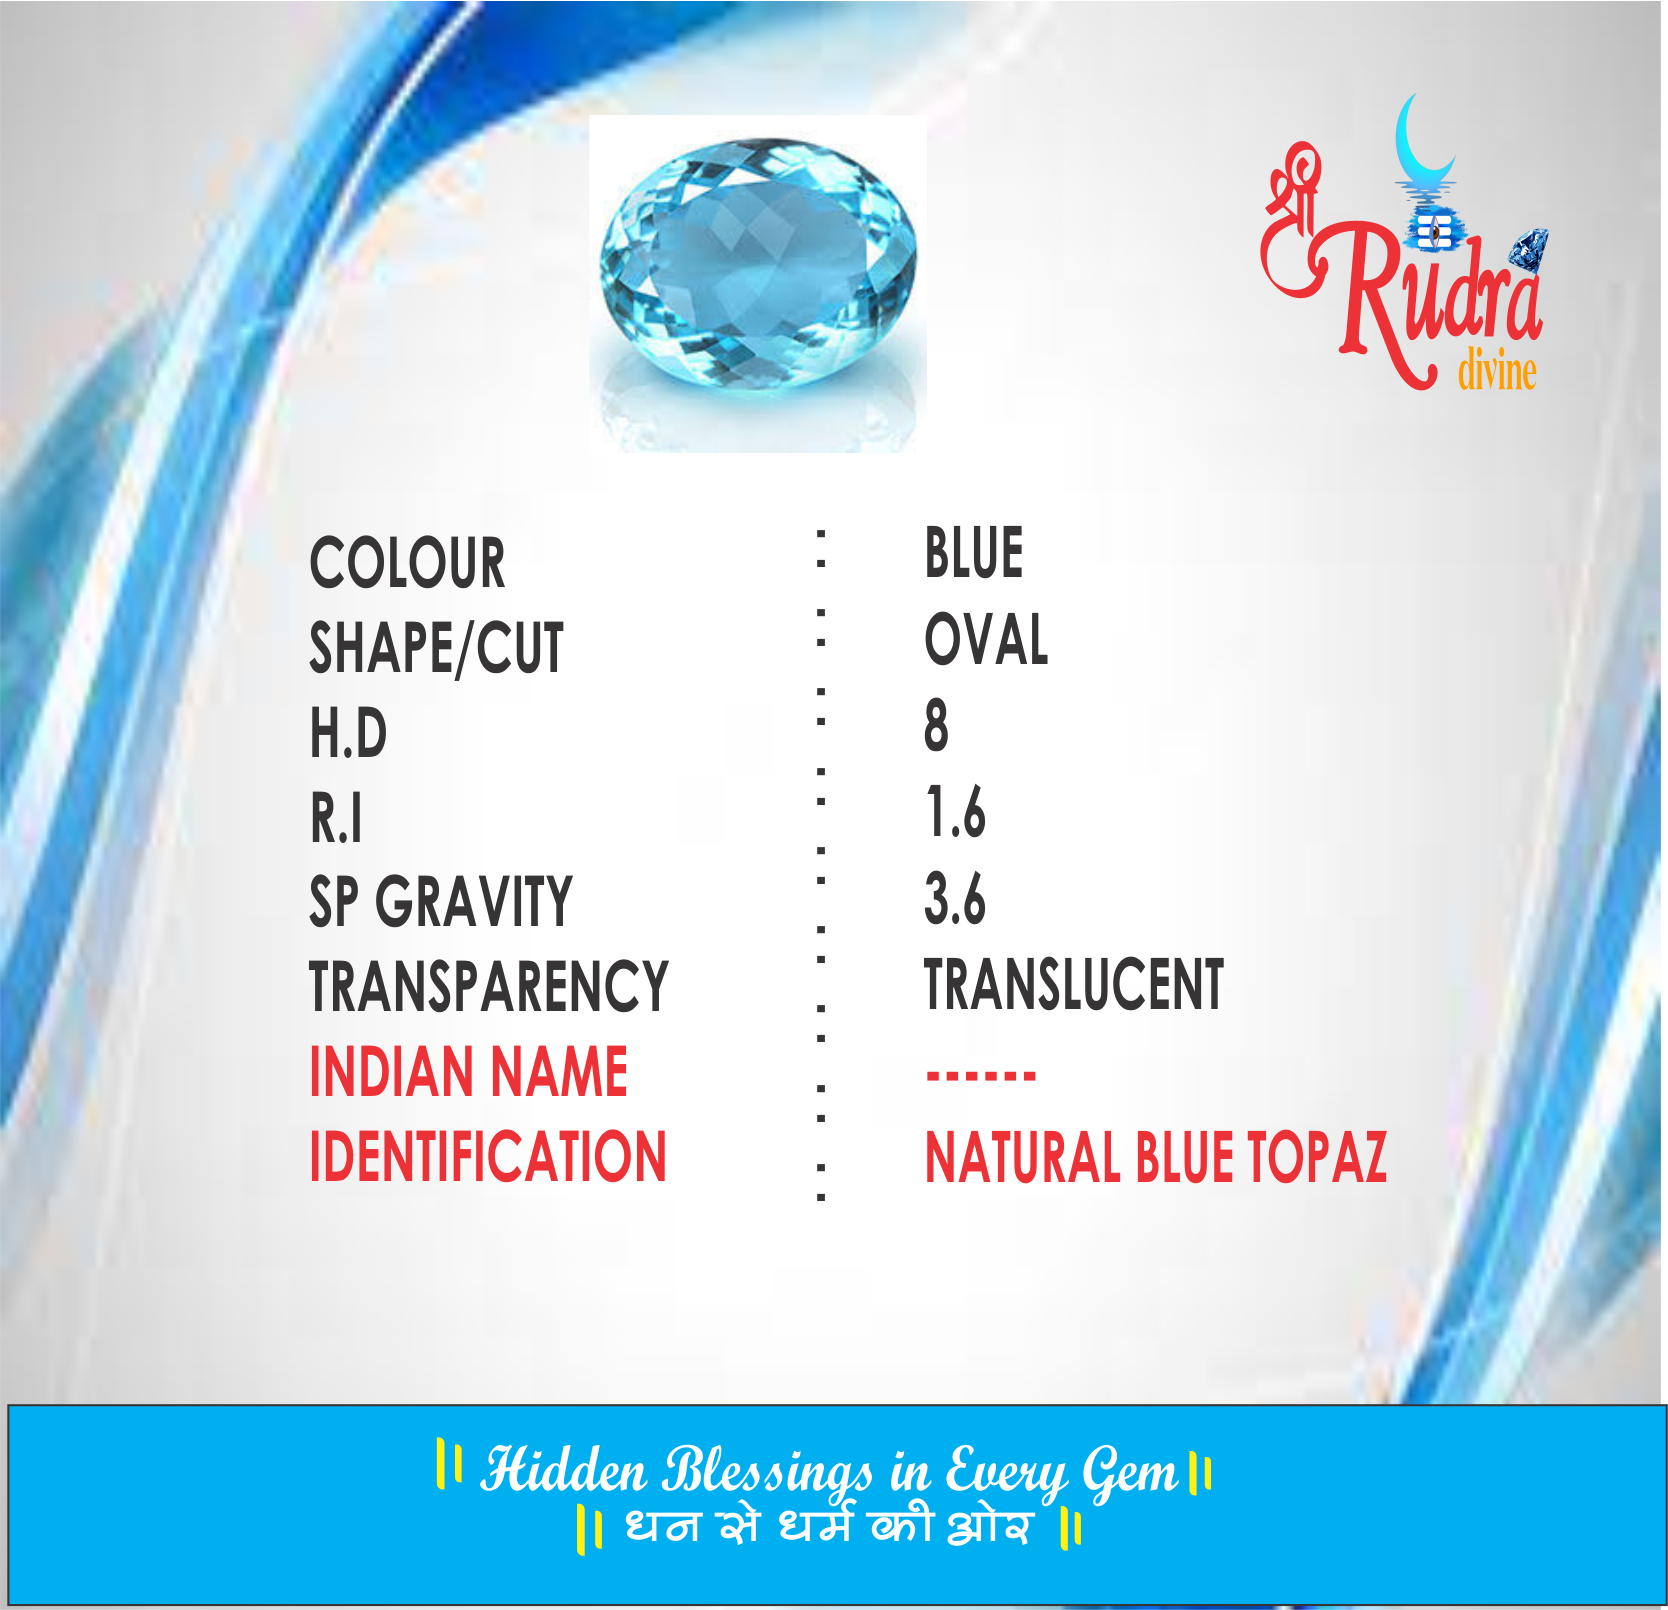 श्री
Rudra
divine
COLOUR : BLUE
SHAPE/CUT : OVAL
H.D : 8
R.I : 1.6
SP GRAVITY : 3.6
TRANSPARENCY : TRANSLUCENT
INDIAN NAME : ------
IDENTIFICATION : NATURAL BLUE TOPAZ
|| Hidden Blessings in Every Gem ||
|| धन से धर्म की ओर ||